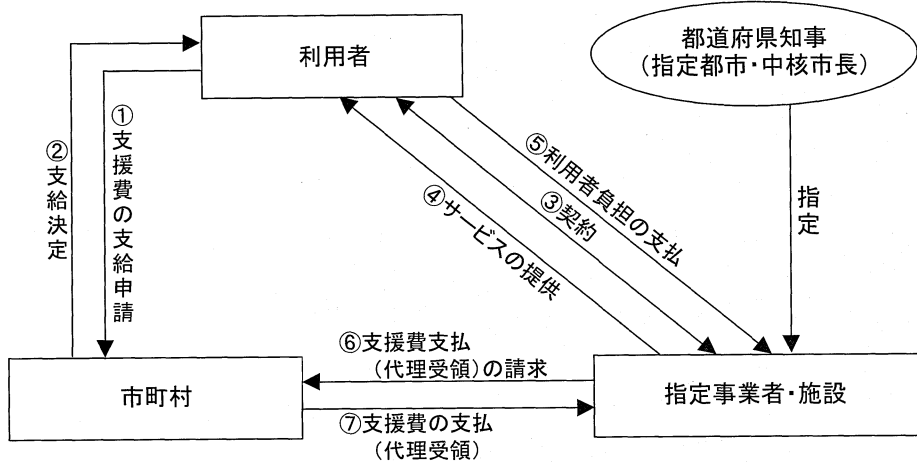 利用者
都道府県知事
（指定都市・中核市長）
①支援費の支給申請
②支給決定
⑤利用者負担の支払
③契約
④サービスの提供
指定
⑥支援費支払
（代理受領）の請求
市町村
指定事業者・施設
⑦支援費の支払
（代理受領）